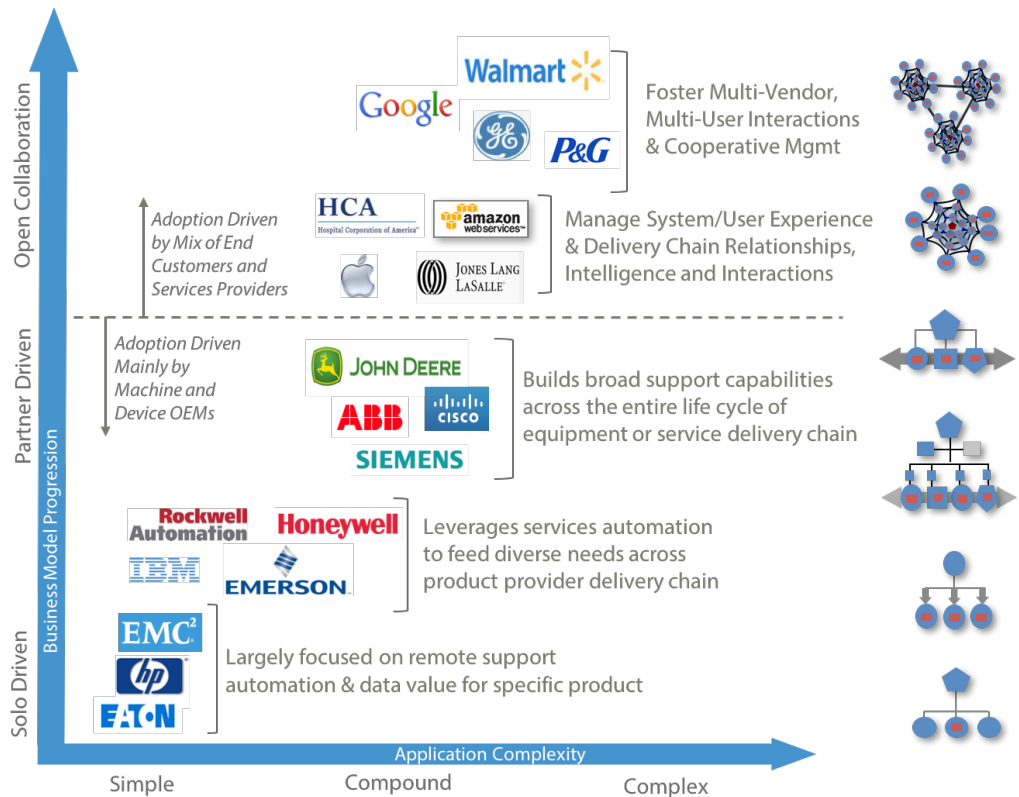 Open Collaboration
Partner Driven
Solo Driven
Business Model Progression
Walmart
Google
GE
P&G
Foster Multi-Vendor,
Multi-User Interactions
& Cooperative Mgmt
Adoption Driven
by Mix of End
Customers and
Services Providers
HCA
Hospital Corporation of America™
amazon
webservices™
JONES LANG
LASALLE®
Manage System/User Experience
& Delivery Chain Relationships,
Intelligence and Interactions
Adoption Driven
Mainly by
Machine and
Device OEMs
JOHN DEERE
ABB
CISCO
SIEMENS
Builds broad support capabilities
across the entire life cycle of
equipment or service delivery chain
Rockwell
Automation
Honeywell
IBM
EMERSON
Leverages services automation
to feed diverse needs across
product provider delivery chain
EMC²
hp
EATON
Largely focused on remote support
automation & data value for specific product
Application Complexity
Simple
Compound
Complex